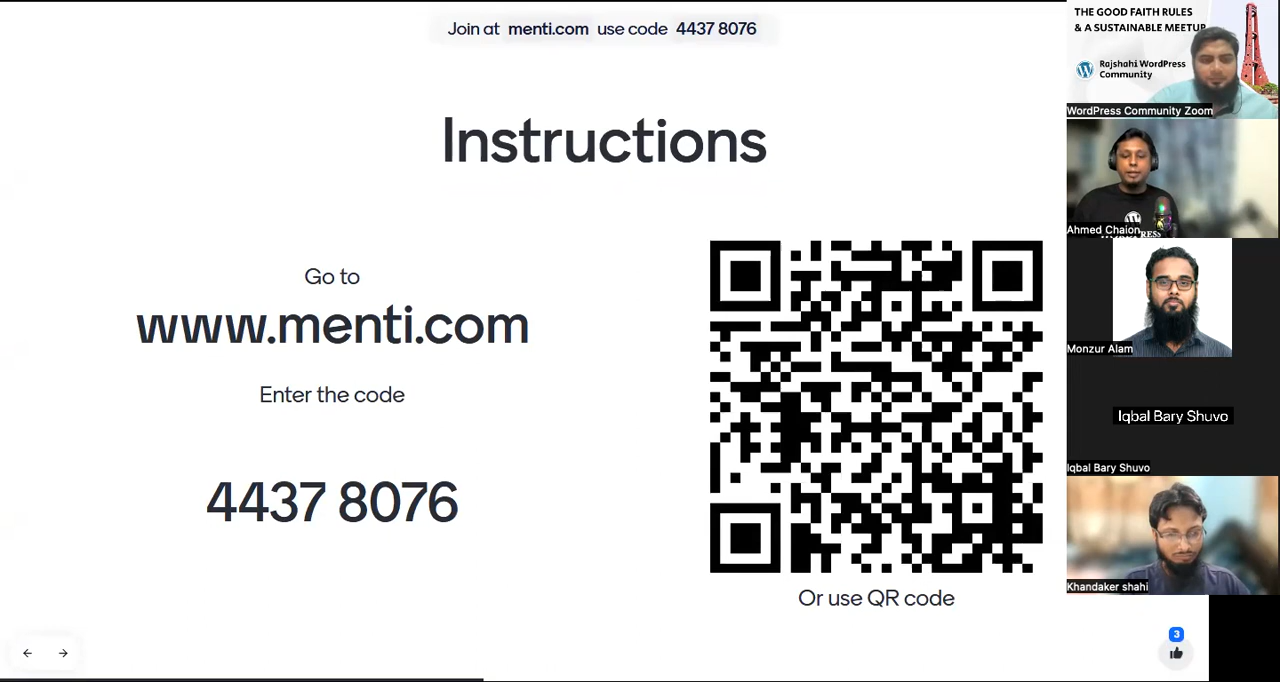 Join at menti.com use code 4437 8076
Instructions
Go to
www.menti.com
Enter the code
4437 8076
Or use QR code
3
THE GOOD FAITH RULES
& A SUSTAINABLE MEETUP
Rajshahi WordPress
Community
WordPress Community Zoom
Ahmed Chaion
Monzur Alam
Iqbal Bary Shuvo
Iqbal Bary Shuvo
Khandaker shahi